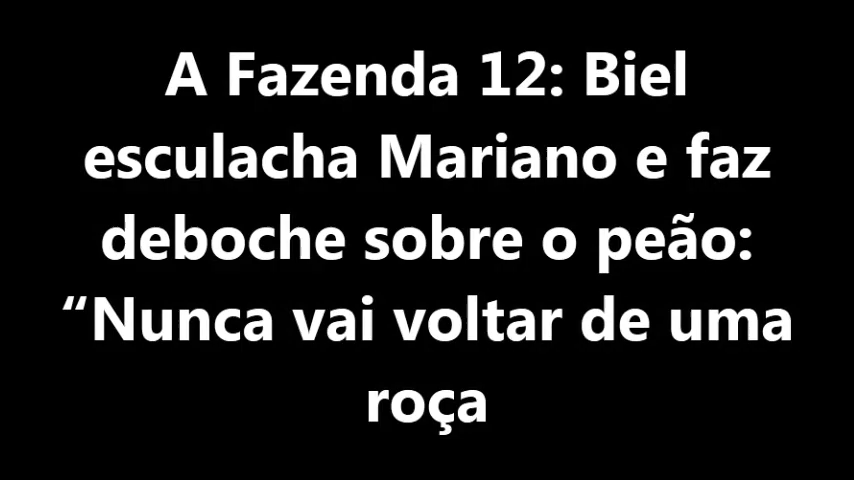 A Fazenda 12: Biel
esculacha Mariano e faz
deboche sobre o peão:
“Nunca vai voltar de uma
roça